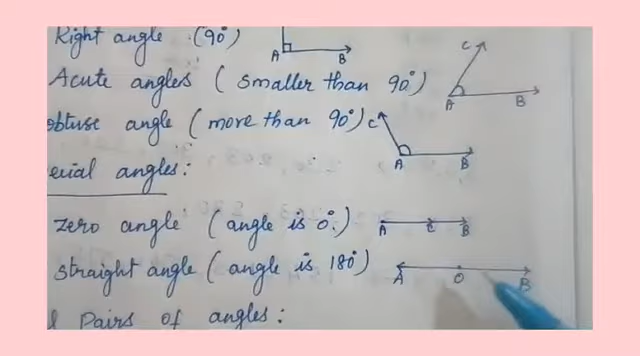 Right angle (90°) A B
C
Acute angles ( smaller than 90°) A B
obtuse angle ( more than 90°) C A B
ecial angles:
zero angle ( angle is 0°.) A C B
straight angle ( angle is 180°) A O B
Pairs of angles: